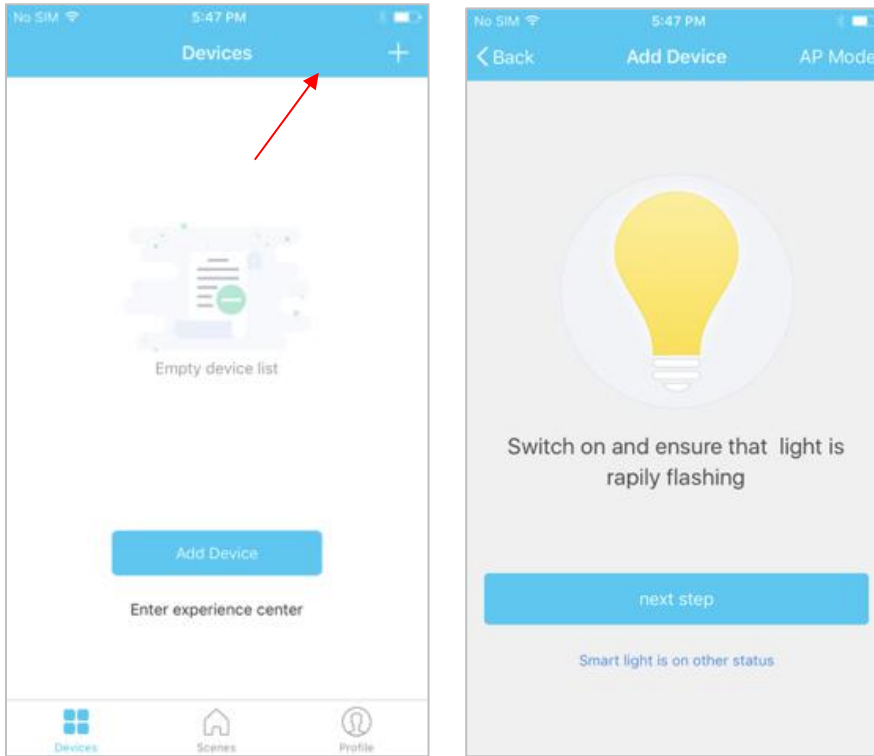 No SIM 5:47 PM
Devices +
Empty device list
Add Device
Enter experience center
Devices Scenes Profile
No SIM 5:47 PM
Back Add Device AP Mode
Switch on and ensure that light is
rapily flashing
next step
Smart light is on other status